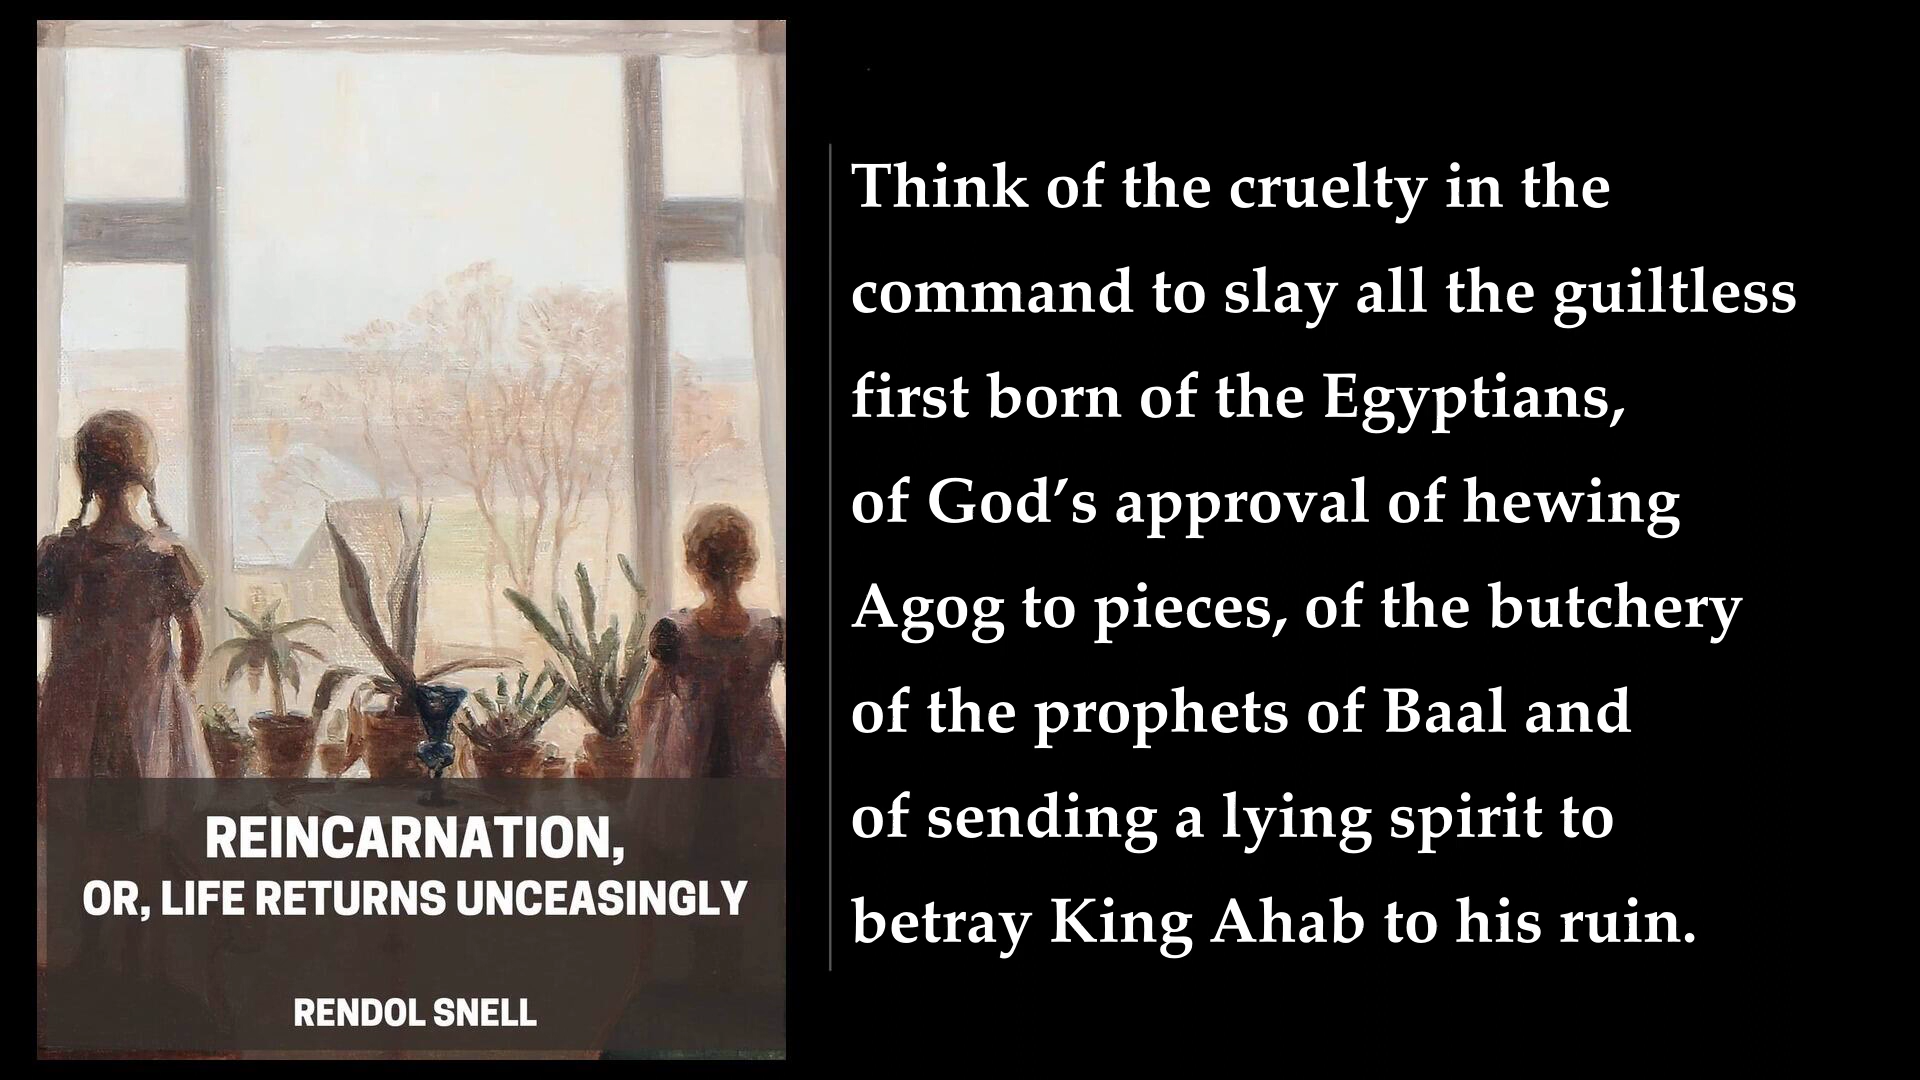 REINCARNATION,
OR, LIFE RETURNS UNCEASINGLY
RENDOL SNELL
Think of the cruelty in the
command to slay all the guiltless
first born of the Egyptians,
of God’s approval of hewing
Agog to pieces, of the butchery
of the prophets of Baal and
of sending a lying spirit to
betray King Ahab to his ruin.